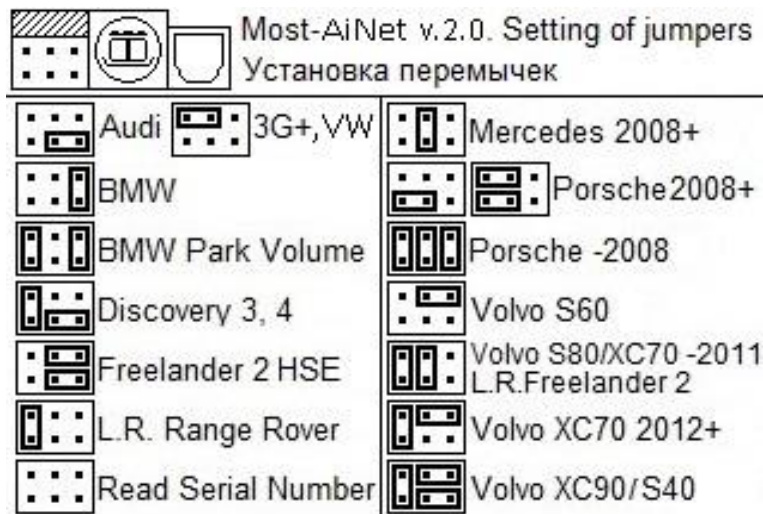 Most-AiNet v.2.0. Setting of jumpers
Установка перемычек
Audi 3G+,VW
BMW
BMW Park Volume
Discovery 3, 4
Freelander 2 HSE
L.R. Range Rover
Read Serial Number
Mercedes 2008+
Porsche2008+
Porsche -2008
Volvo S60
Volvo S80/XC70 -2011
L.R.Freelander 2
Volvo XC70 2012+
Volvo XC90/S40